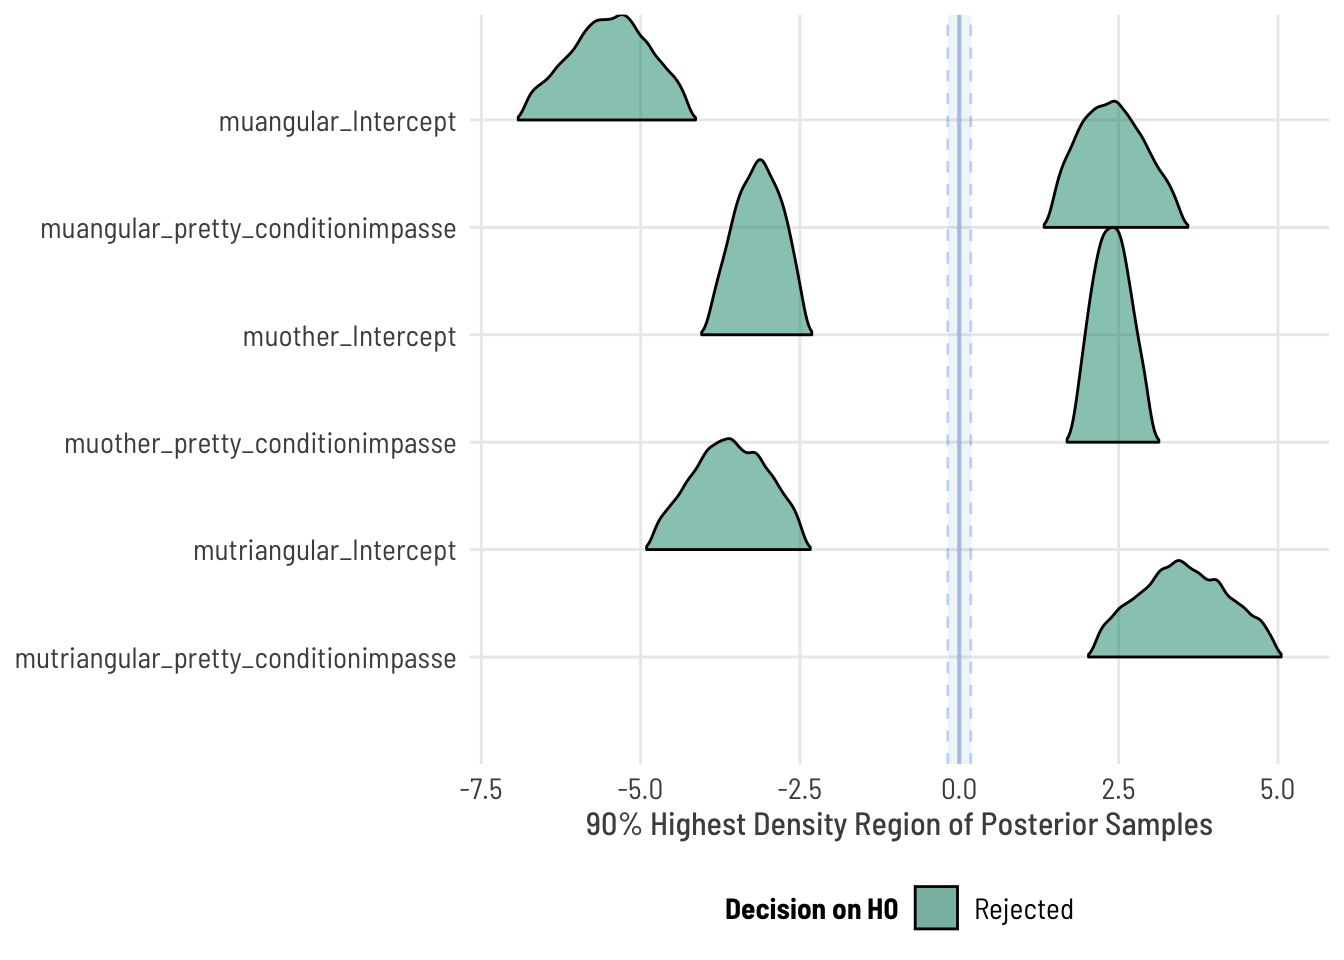 muangular_Intercept
muangular_pretty_conditionimpasse
muother_Intercept
muother_pretty_conditionimpasse
mutriangular_Intercept
mutriangular_pretty_conditionimpasse
-7.5 -5.0 -2.5 0.0 2.5 5.0
90% Highest Density Region of Posterior Samples
Decision on H0 Rejected